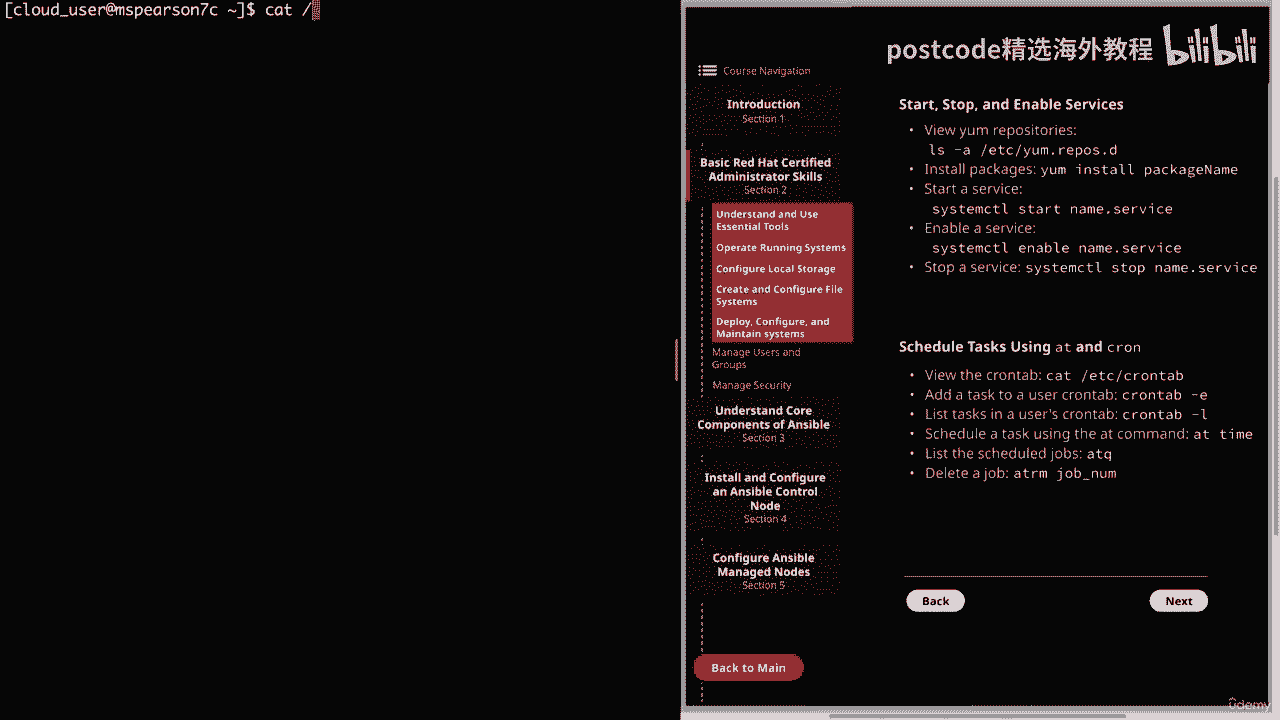 [cloud_user@mspearson7c ~]$ cat /
postcode精选海外教程 bilibili
Course Navigation
Introduction
Section 1
Basic Red Hat Certified
Administrator Skills
Section 2
Understand and Use
Essential Tools
Operate Running Systems
Configure Local Storage
Create and Configure File
Systems
Deploy, Configure, and
Maintain systems
Manage Users and
Groups
Manage Security
Understand Core
Components of Ansible
Section 3
Install and Configure
an Ansible Control
Node
Section 4
Configure Ansible
Managed Nodes
Section 5
Back to Main
Start, Stop, and Enable Services
• View yum repositories:
ls -a /etc/yum.repos.d
• Install packages: yum install packageName
• Start a service:
systemctl start name.service
• Enable a service:
systemctl enable name.service
• Stop a service: systemctl stop name.service
Schedule Tasks Using at and cron
• View the crontab: cat /etc/crontab
• Add a task to a user crontab: crontab -e
• List tasks in a user's crontab: crontab -l
• Schedule a task using the at command: at time
• List the scheduled jobs: atq
• Delete a job: atrm job_num
Back
Next
ûdemy